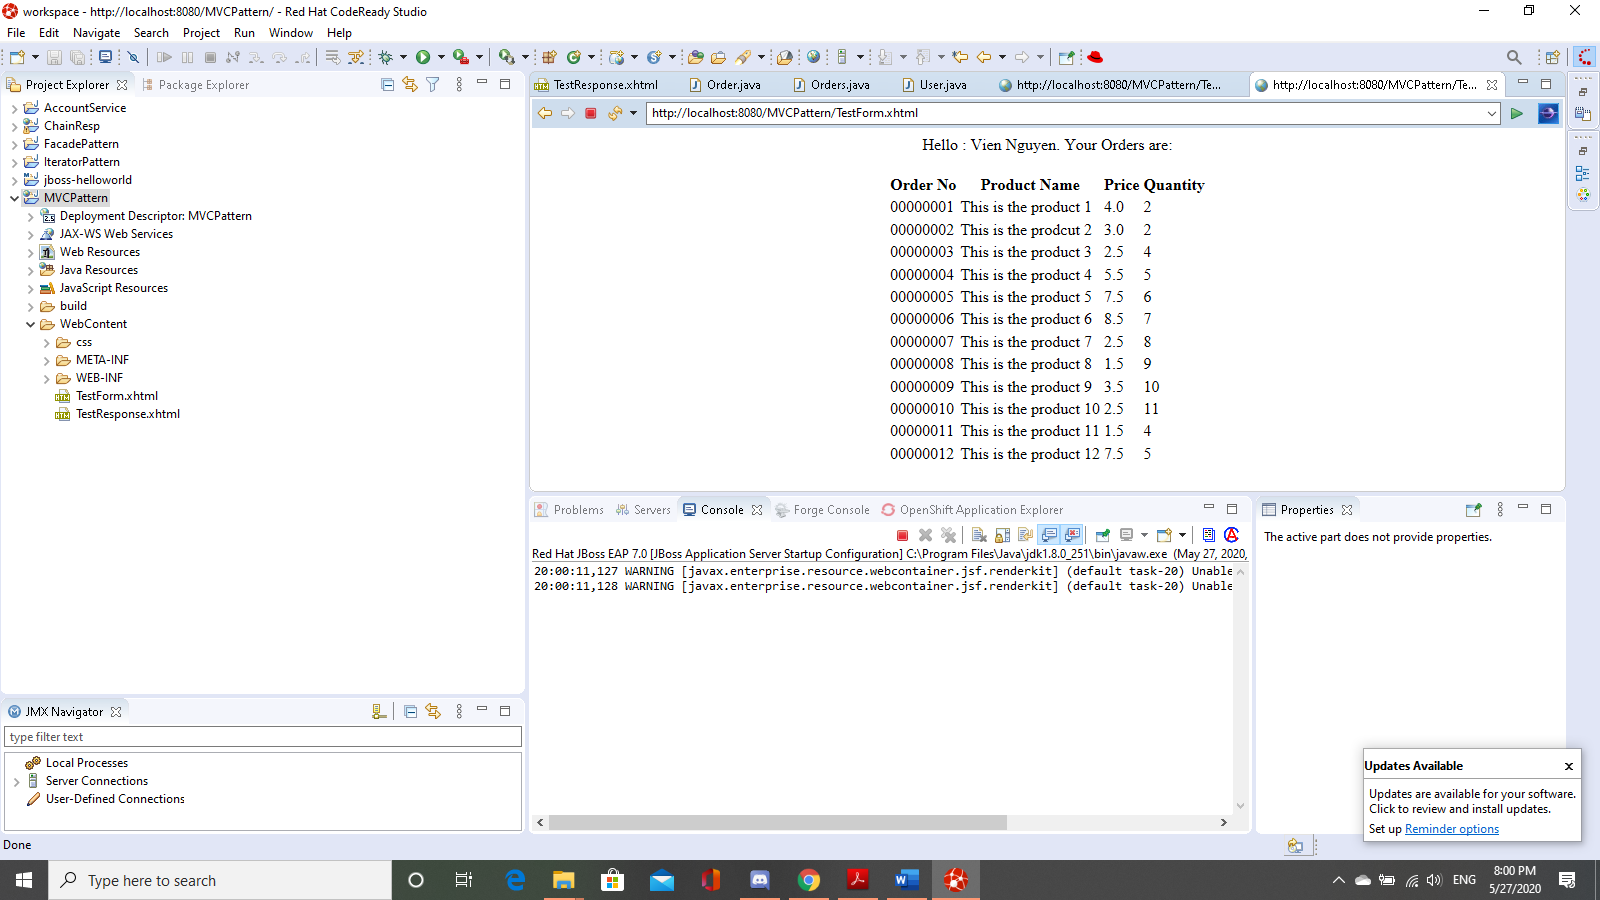 workspace - http://localhost:8080/MVCPattern/ - Red Hat CodeReady Studio
File Edit Navigate Search Project Run Window Help
Project Explorer
Package Explorer
AccountService
ChainResp
FacadePattern
IteratorPattern
jboss-helloworld
MVCPattern
Deployment Descriptor: MVCPattern
JAX-WS Web Services
Web Resources
Java Resources
JavaScript Resources
build
WebContent
css
META-INF
WEB-INF
TestForm.xhtml
TestResponse.xhtml
JMX Navigator
type filter text
Local Processes
Server Connections
User-Defined Connections
TestResponse.xhtml Order.java Orders.java User.java http://localhost:8080/MVCPattern/Te... http://localhost:8080/MVCPattern/Te...
http://localhost:8080/MVCPattern/TestForm.xhtml
Hello : Vien Nguyen. Your Orders are:
Order No Product Name Price Quantity
00000001 This is the product 1 4.0 2
00000002 This is the prodcut 2 3.0 2
00000003 This is the product 3 2.5 4
00000004 This is the product 4 5.5 5
00000005 This is the product 5 7.5 6
00000006 This is the product 6 8.5 7
00000007 This is the product 7 2.5 8
00000008 This is the product 8 1.5 9
00000009 This is the product 9 3.5 10
00000010 This is the product 10 2.5 11
00000011 This is the product 11 1.5 4
00000012 This is the product 12 7.5 5
Problems Servers Console Forge Console OpenShift Application Explorer
Red Hat JBoss EAP 7.0 [JBoss Application Server Startup Configuration] C:\Program Files\Java\jdk1.8.0_251\bin\javaw.exe (May 27, 2020,
20:00:11,127 WARNING [javax.enterprise.resource.webcontainer.jsf.renderkit] (default task-20) Unable
20:00:11,128 WARNING [javax.enterprise.resource.webcontainer.jsf.renderkit] (default task-20) Unable
Properties
The active part does not provide properties.
Updates Available
Updates are available for your software.
Click to review and install updates.
Set up Reminder options
Done
Type here to search
ENG
8:00 PM
5/27/2020